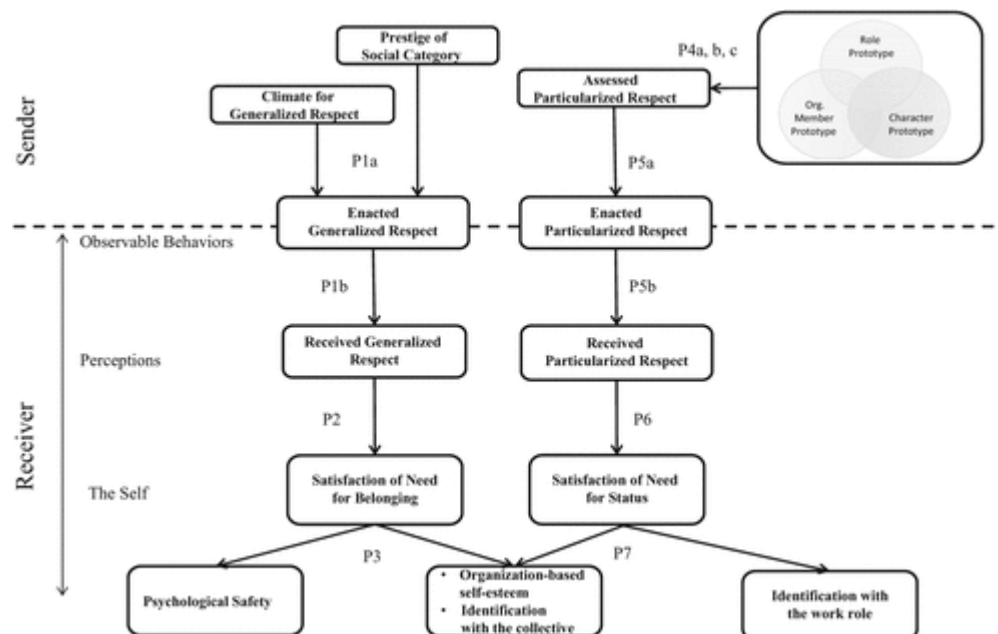 Prestige of
Social Category
P4a, b, c
Role
Prototype
Org.
Member
Prototype
Character
Prototype
Assessed
Particularized Respect
Climate for
Generalized Respect
Sender
P1a
P5a
Enacted
Generalized Respect
Enacted
Particularized Respect
Observable Behaviors
P1b
P5b
Received Generalized
Respect
Received
Particularized Respect
Perceptions
Receiver
P2
P6
The Self
Satisfaction of Need
for Belonging
Satisfaction of Need
for Status
P3
P7
Psychological Safety
• Organization-based
self-esteem
• Identification
with the collective
Identification with
the work role